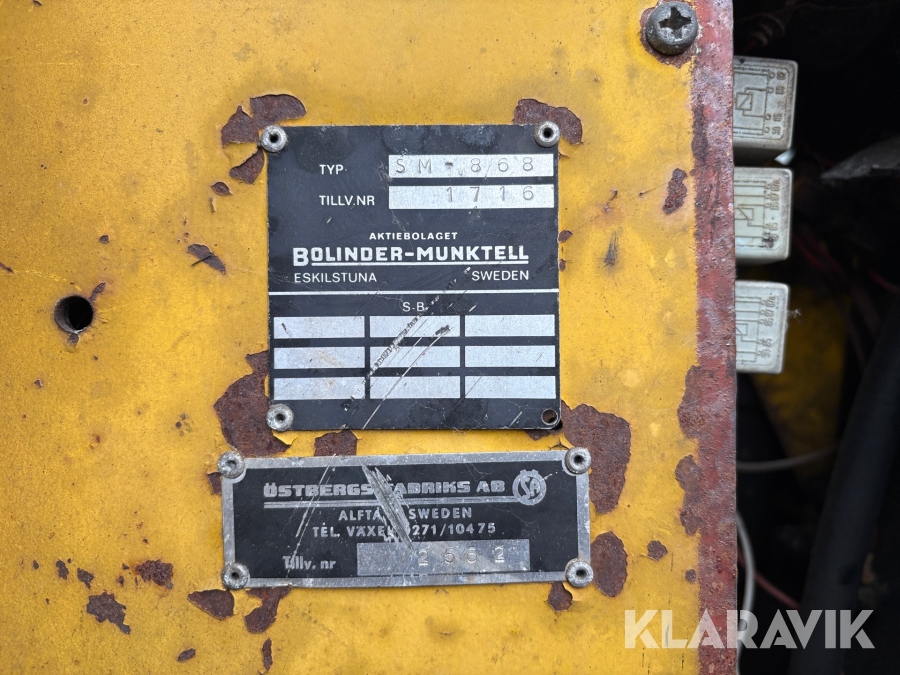 TYP SM-868
TILLV.NR 1716
AKTIEBOLAGET
BOLINDER-MUNKTELL
ESKILSTUNA SWEDEN
S-B
ÖSTBERGS FABRIKS AB
ALFTA SWEDEN
TEL. VÄXEL 0271/10475
Tillv. nr 2552
KLARAVIK